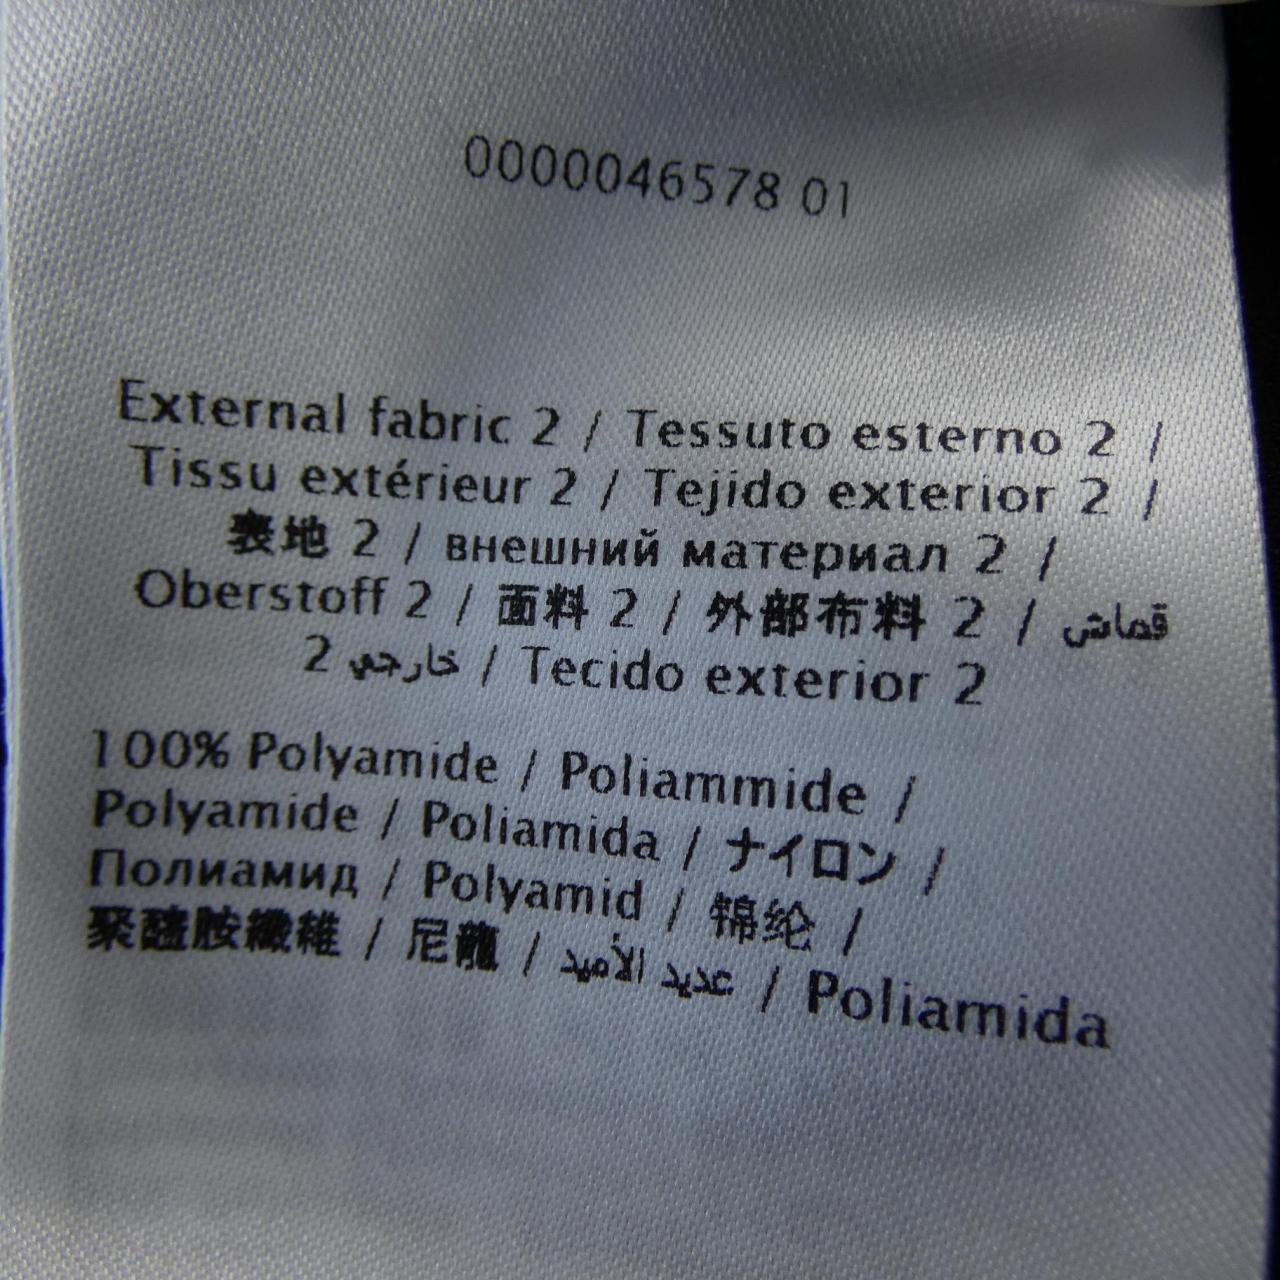 0000046578 01
External fabric 2 / Tessuto esterno 2 /
Tissu extérieur 2 / Tejido exterior 2 /
表地 2 / внешний материал 2 /
Oberstoff 2 / 面料 2 / 外部布料 2 / قماش
خارجي 2 / Tecido exterior 2
100% Polyamide / Poliammide /
Polyamide / Poliamida / ナイロン /
Полиамид / Polyamid / 锦纶 /
聚醯胺纖維 / 尼龍 / عديد الأميد / Poliamida